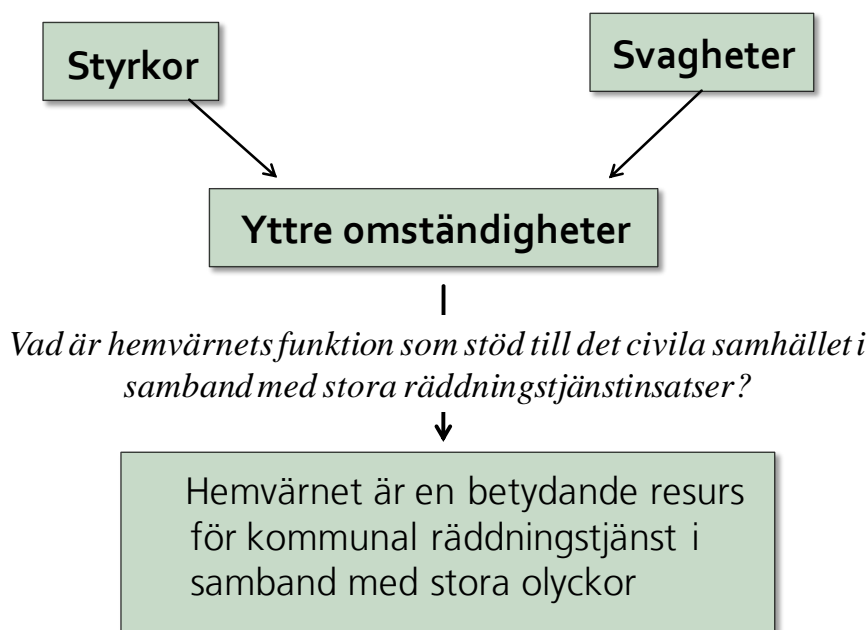 Styrkor
Svagheter
Yttre omständigheter
Vad är hemvärnets funktion som stöd till det civila samhället i
samband med stora räddningstjänstinsatser?
Hemvärnet är en betydande resurs
för kommunal räddningstjänst i
samband med stora olyckor